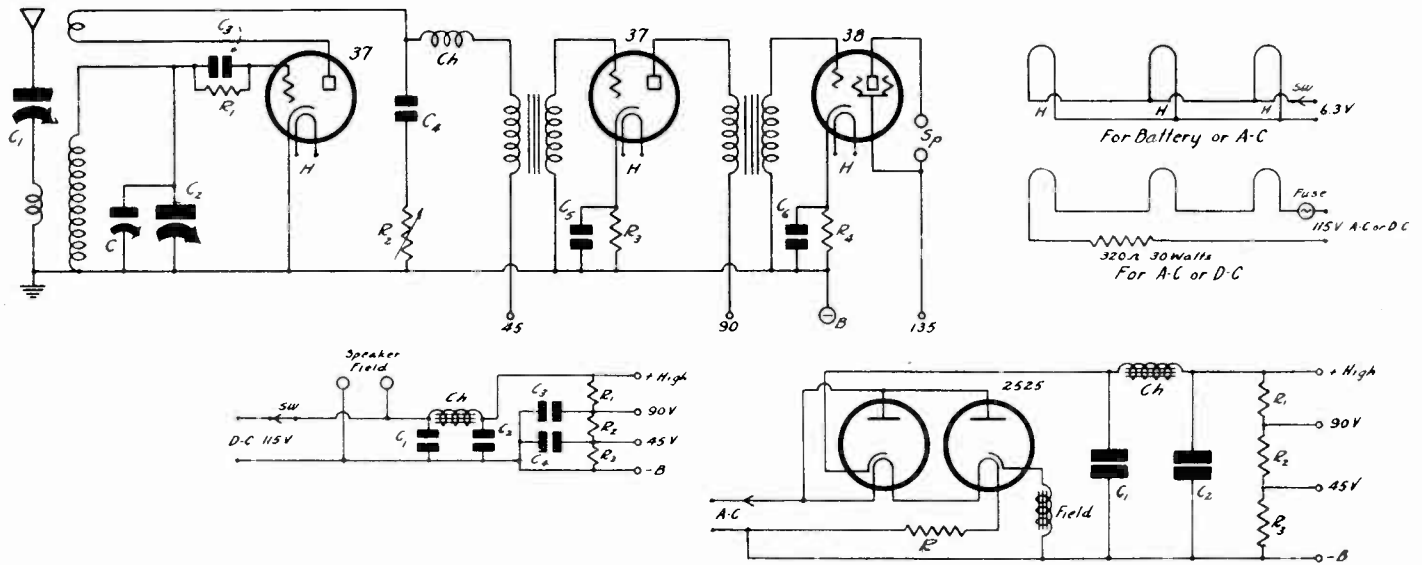 C3
37
Ch
37
38
C1
R1
C4
Sp
C
C2
H
R2
H
C5
R3
H
C6
R4
45
90
⊖B
135
H H H SW
6.3V
For Battery or A-C
Fuse
115V A-C or D-C
320Ω 30 Watts
For A-C or D-C
Speaker
Field
SW
Ch
+ High
C3
R1
90V
D-C 115V
C1
C2
R2
45V
C4
R3
-B
2525
Ch
+ High
R1
90V
R2
C1
C2
45V
A-C
Field
R
R3
-B